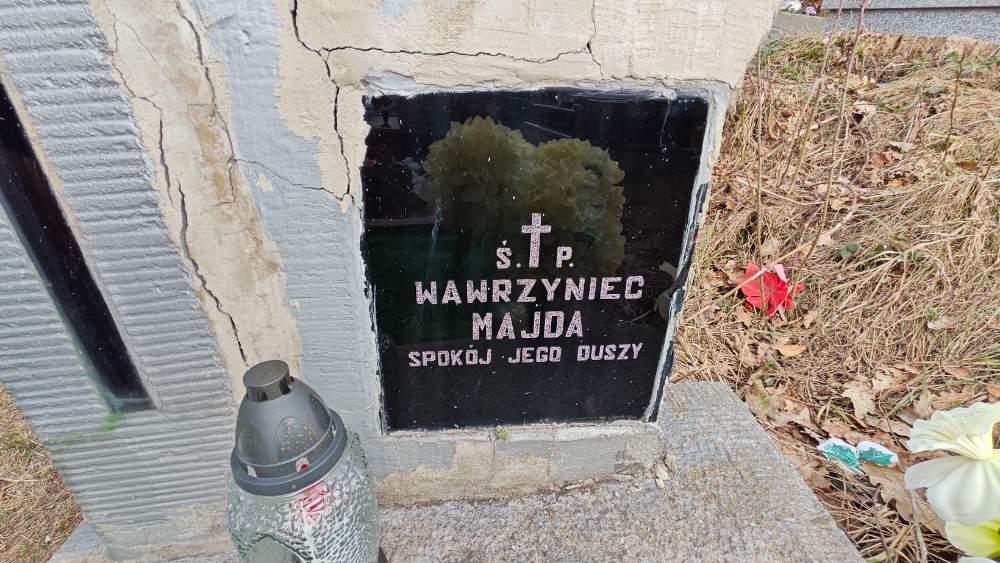 Ś. P.
WAWRZYNIEC
MAJDA
SPOKÓJ JEGO DUSZY